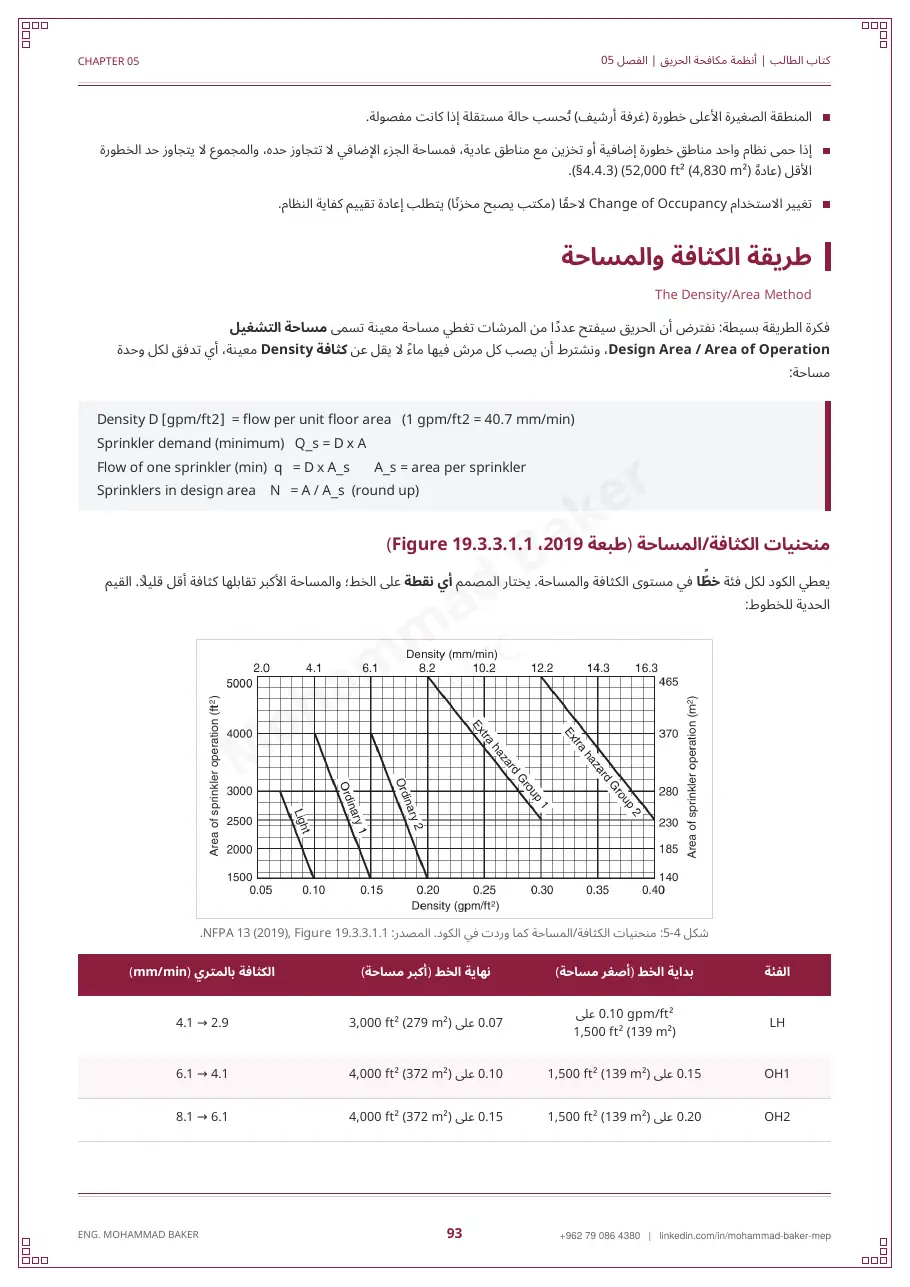 CHAPTER 05
كتاب الطالب | أنظمة مكافحة الحريق | الفصل 05
المنطقة الصغيرة الأعلى خطورة (غرفة أرشيف) تُحسب حالة مستقلة إذا كانت مفصولة.
إذا حمى نظام واحد مناطق خطورة إضافية أو تخزين مع مناطق عادية، فمساحة الجزء الإضافي لا تتجاوز حده، والمجموع لا يتجاوز حد الخطورة
الأقل (عادةً 52,000 ft² (4,830 m²)) (§4.4.3).
تغيير الاستخدام Change of Occupancy لاحقًا (مكتب يصبح مخزنًا) يتطلب إعادة تقييم كفاية النظام.
طريقة الكثافة والمساحة
The Density/Area Method
فكرة الطريقة بسيطة: نفترض أن الحريق سيفتح عددًا من المرشات تغطي مساحة معينة تسمى مساحة التشغيل
Design Area / Area of Operation، ونشترط أن يصب كل مرش فيها ماءً لا يقل عن كثافة Density معينة، أي تدفق لكل وحدة
مساحة:
Density D [gpm/ft2] = flow per unit floor area (1 gpm/ft2 = 40.7 mm/min)
Sprinkler demand (minimum) Q_s = D x A
Flow of one sprinkler (min) q = D x A_s A_s = area per sprinkler
Sprinklers in design area N = A / A_s (round up)
منحنيات الكثافة/المساحة (طبعة 2019، Figure 19.3.3.1.1)
يعطي الكود لكل فئة خطًّا في مستوى الكثافة والمساحة. يختار المصمم أي نقطة على الخط؛ والمساحة الأكبر تقابلها كثافة أقل قليلًا. القيم
الحدية للخطوط:
Density (mm/min)
2.0 4.1 6.1 8.2 10.2 12.2 14.3 16.3
5000 465
4000 370
3000 280
2500 230
2000 185
1500 140
Area of sprinkler operation (ft²)
Area of sprinkler operation (m²)
Light
Ordinary 1
Ordinary 2
Extra hazard Group 1
Extra hazard Group 2
0.05 0.10 0.15 0.20 0.25 0.30 0.35 0.40
Density (gpm/ft²)
شكل 4-5: منحنيات الكثافة/المساحة كما وردت في الكود. المصدر: NFPA 13 (2019), Figure 19.3.3.1.1.
الفئة بداية الخط (أصغر مساحة) نهاية الخط (أكبر مساحة) الكثافة بالمتري (mm/min)
LH 0.10 gpm/ft² على 1,500 ft² (139 m²) 0.07 على 3,000 ft² (279 m²) 4.1 → 2.9
OH1 0.15 على 1,500 ft² (139 m²) 0.10 على 4,000 ft² (372 m²) 6.1 → 4.1
OH2 0.20 على 1,500 ft² (139 m²) 0.15 على 4,000 ft² (372 m²) 8.1 → 6.1
Mohammad Baker
ENG. MOHAMMAD BAKER
93
+962 79 086 4380 | linkedin.com/in/mohammad-baker-mep